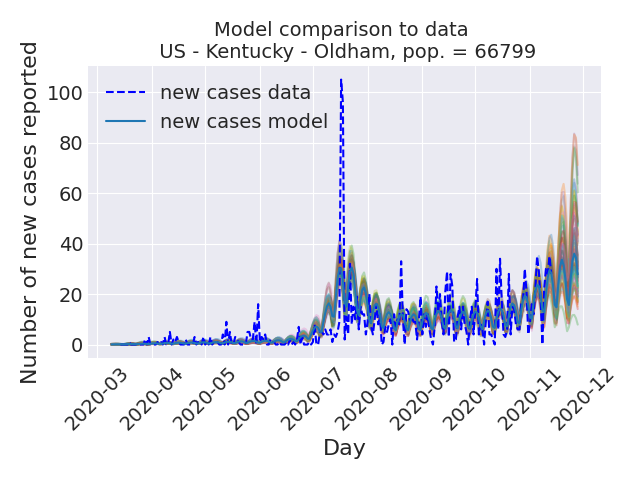 Model comparison to data
US - Kentucky - Oldham, pop. = 66799
Number of new cases reported
100
80
60
40
20
0
new cases data
new cases model
2020-03
2020-04
2020-05
2020-06
2020-07
2020-08
2020-09
2020-10
2020-11
2020-12
Day